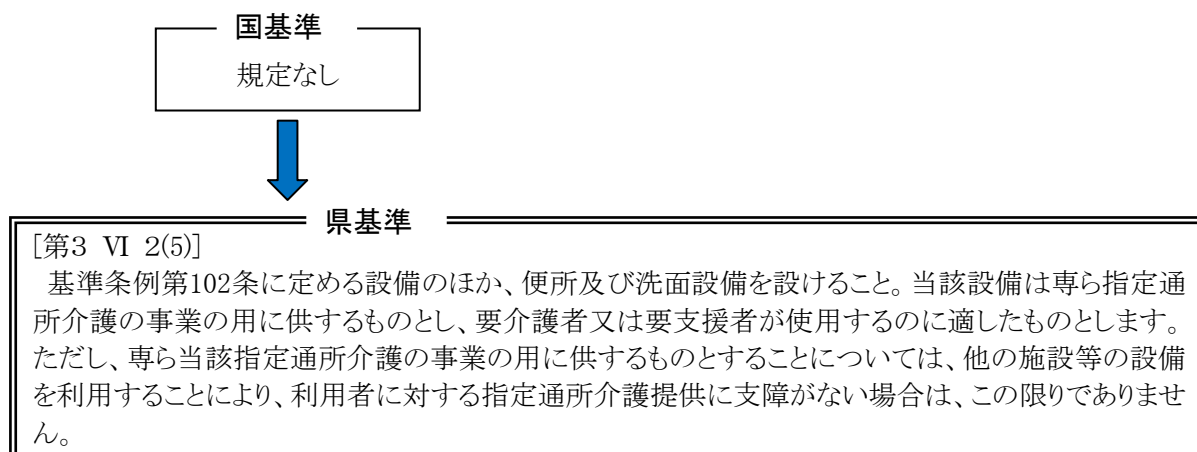 国基準
規定なし
県基準
[第3 Ⅵ 2(5)]
基準条例第102条に定める設備のほか、便所及び洗面設備を設けること。当該設備は専ら指定通
所介護の事業の用に供するものとし、要介護者又は要支援者が使用するのに適したものとします。
ただし、専ら当該指定通所介護の事業の用に供するものとすることについては、他の施設等の設備
を利用することにより、利用者に対する指定通所介護提供に支障がない場合は、この限りでありませ
ん。